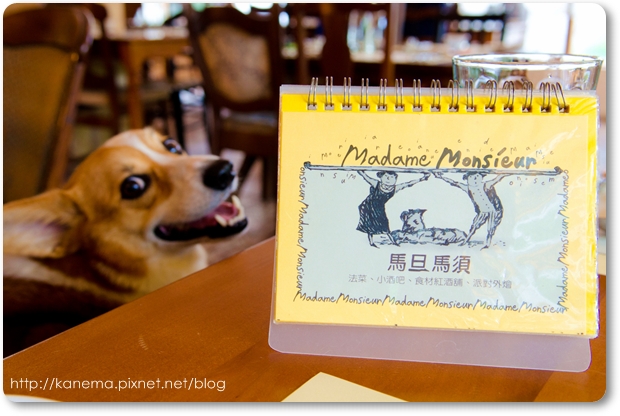 Madame Monsieur
馬旦馬須
法菜、小酒吧、食材紅酒舖、派對外燴
Madame/Monsieur/Madame/Monsieur/Madame/Monsieur
Monsieur/Madame/Monsieur
Madame/Monsieur
http://kanema.pixnet.net/blog